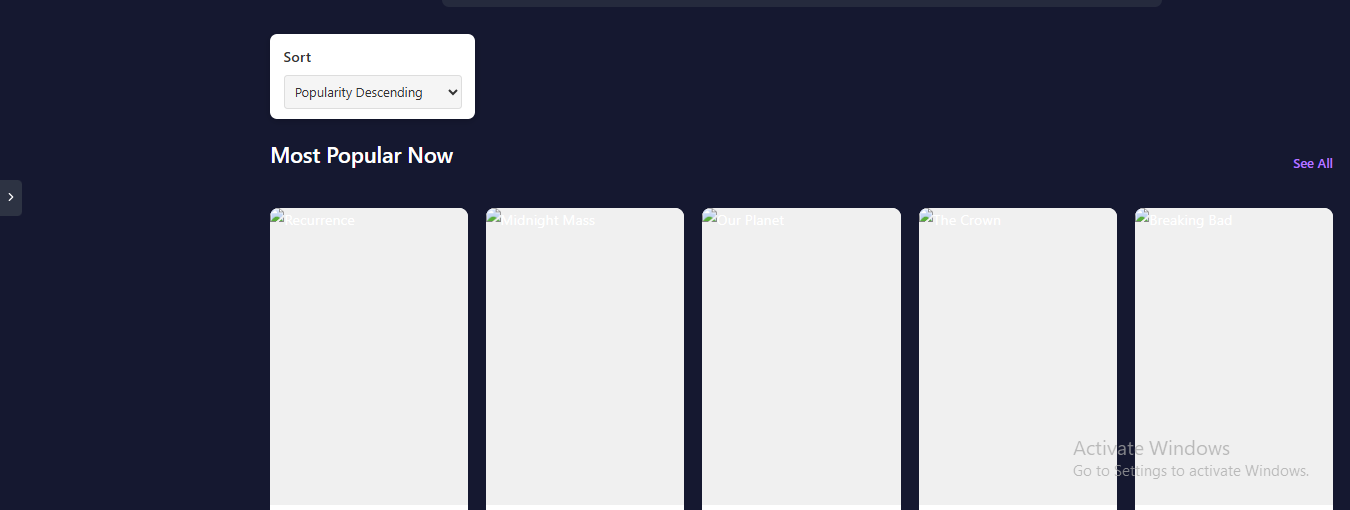 Sort
Popularity Descending
Most Popular Now
See All
Recurrence
Midnight Mass
Our Planet
The Crown
Breaking Bad
Activate Windows
Go to Settings to activate Windows.